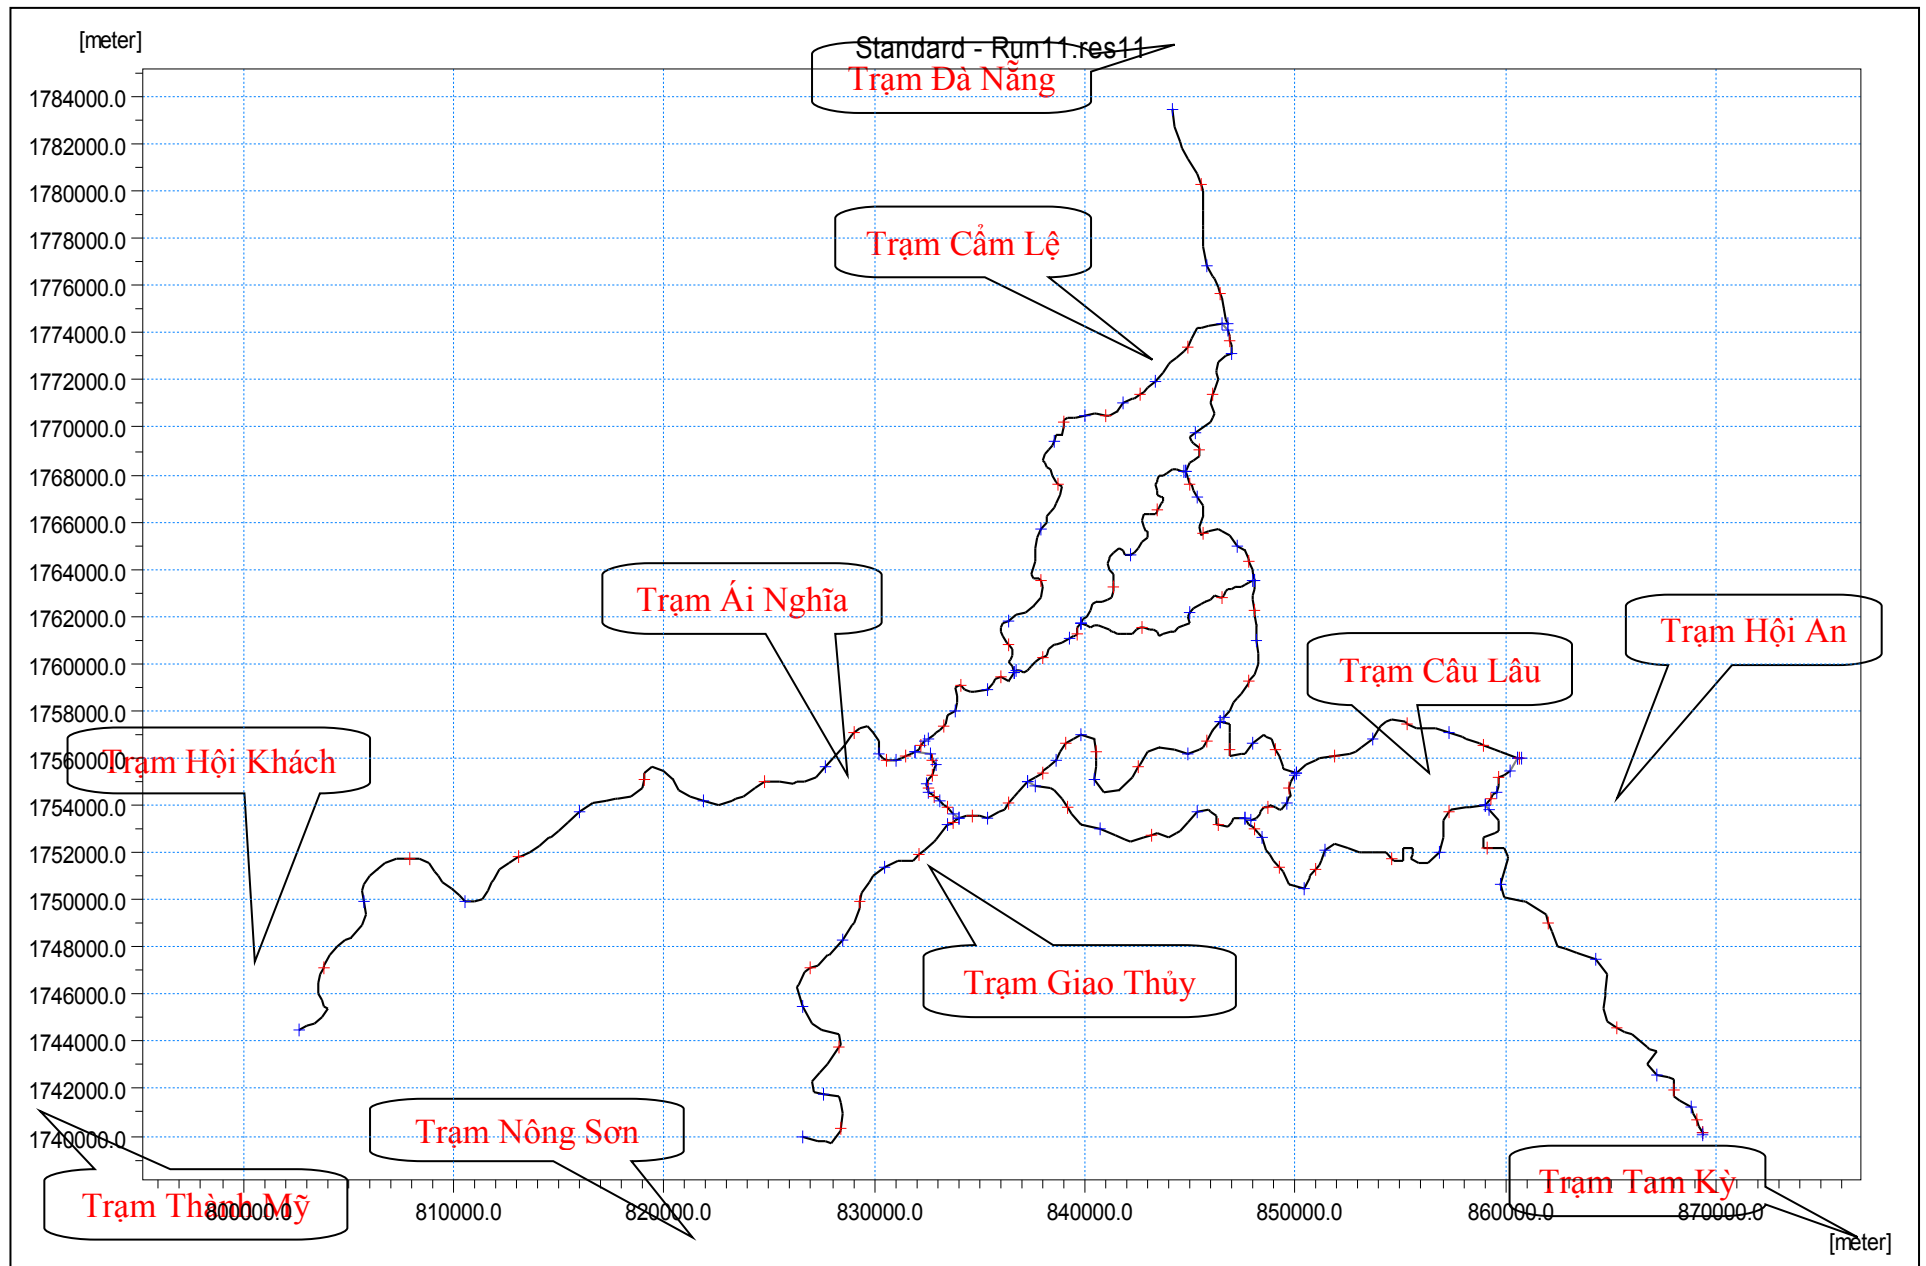 [meter]
Standard - Run11.res11
Trạm Đà Nẵng
1784000.0
1782000.0
1780000.0
1778000.0
Trạm Cẩm Lệ
1776000.0
1774000.0
1772000.0
1770000.0
1768000.0
1766000.0
1764000.0
Trạm Ái Nghĩa
1762000.0
Trạm Hội An
1760000.0
Trạm Câu Lâu
1758000.0
1756000.0
Trạm Hội Khách
1754000.0
1752000.0
1750000.0
1748000.0
Trạm Giao Thủy
1746000.0
1744000.0
1742000.0
1740000.0
Trạm Nông Sơn
Trạm Tam Kỳ
Trạm Thành Mỹ
800000.0
810000.0
820000.0
830000.0
840000.0
850000.0
860000.0
870000.0
[meter]